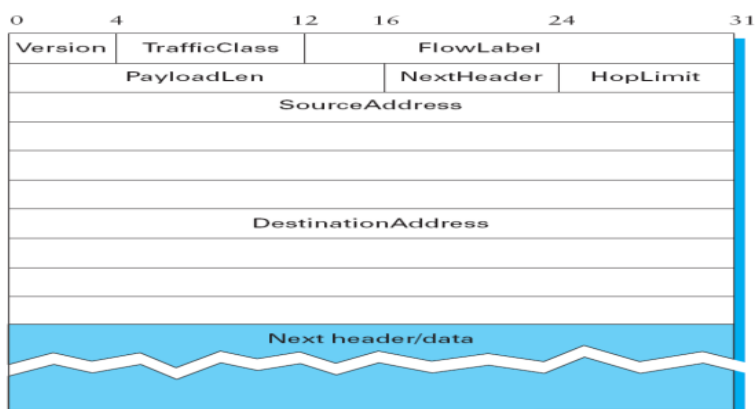 0 4 12 16 24 31
Version TrafficClass FlowLabel
PayloadLen NextHeader HopLimit
SourceAddress
DestinationAddress
Next header/data